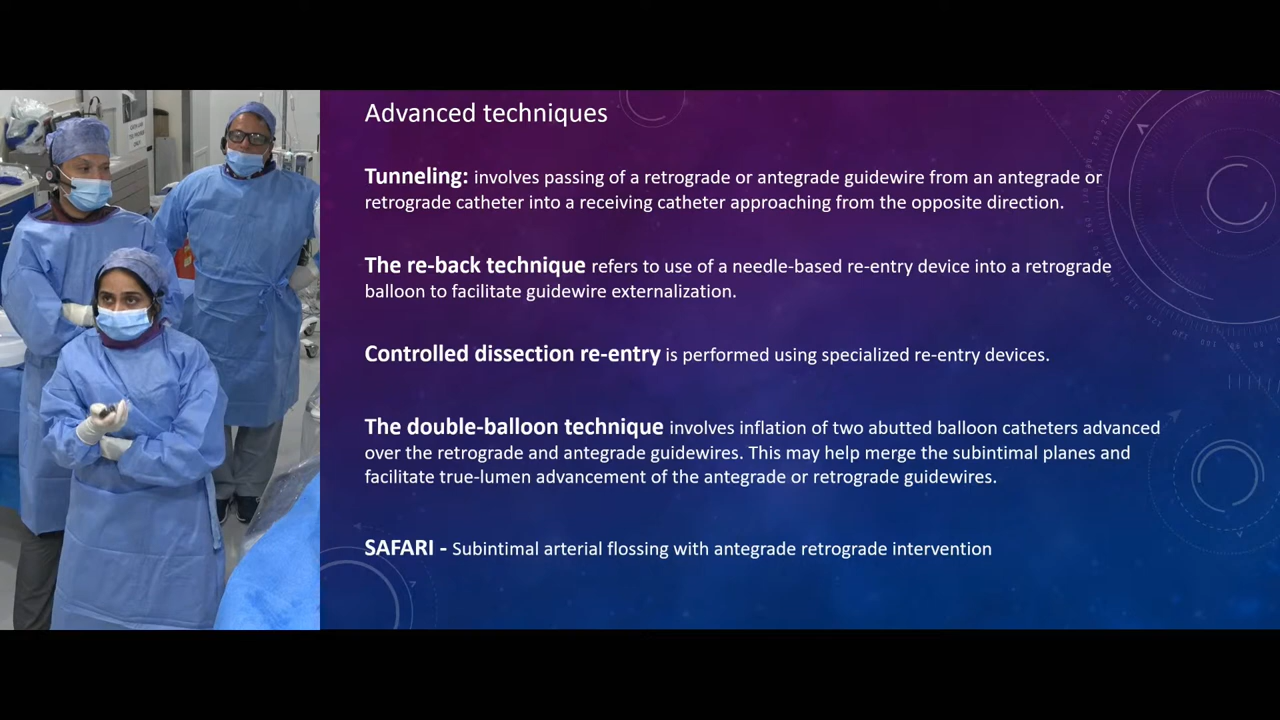 Advanced techniques
Tunneling: involves passing of a retrograde or antegrade guidewire from an antegrade or
retrograde catheter into a receiving catheter approaching from the opposite direction.
The re-back technique refers to use of a needle-based re-entry device into a retrograde
balloon to facilitate guidewire externalization.
Controlled dissection re-entry is performed using specialized re-entry devices.
The double-balloon technique involves inflation of two abutted balloon catheters advanced
over the retrograde and antegrade guidewires. This may help merge the subintimal planes and
facilitate true-lumen advancement of the antegrade or retrograde guidewires.
SAFARI - Subintimal arterial flossing with antegrade retrograde intervention